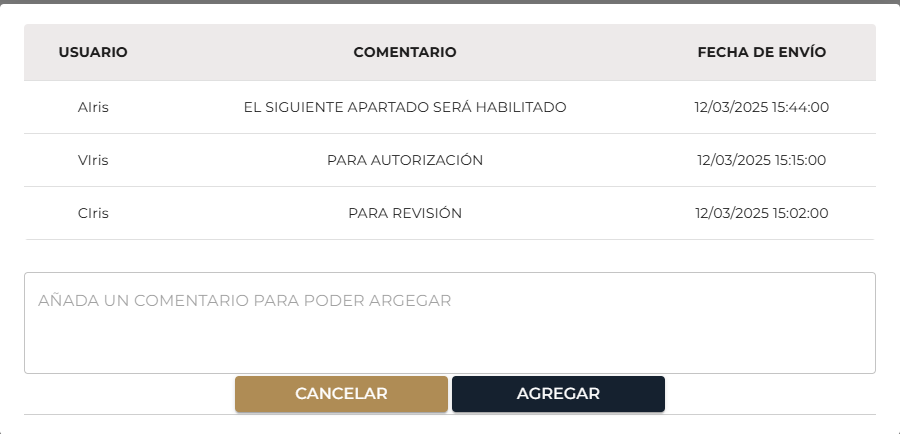 USUARIO COMENTARIO FECHA DE ENVÍO
AIris EL SIGUIENTE APARTADO SERÁ HABILITADO 12/03/2025 15:44:00
VIris PARA AUTORIZACIÓN 12/03/2025 15:15:00
CIris PARA REVISIÓN 12/03/2025 15:02:00
AÑADA UN COMENTARIO PARA PODER ARGEGAR
CANCELAR AGREGAR